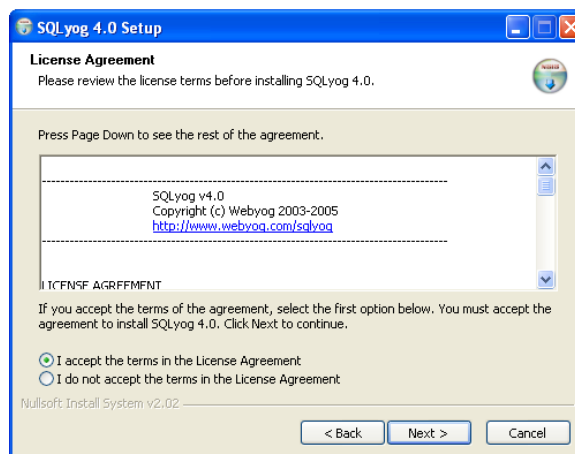 SQLyog 4.0 Setup
License Agreement
Please review the license terms before installing SQLyog 4.0.
Press Page Down to see the rest of the agreement.
--------------------------------------------------------------------------------
SQLyog v4.0
Copyright (c) Webyog 2003-2005
http://www.webyog.com/sqlyog
--------------------------------------------------------------------------------
LICENSE AGREEMENT
If you accept the terms of the agreement, select the first option below. You must accept the
agreement to install SQLyog 4.0. Click Next to continue.
I accept the terms in the License Agreement
I do not accept the terms in the License Agreement
Nullsoft Install System v2.02
< Back Next > Cancel